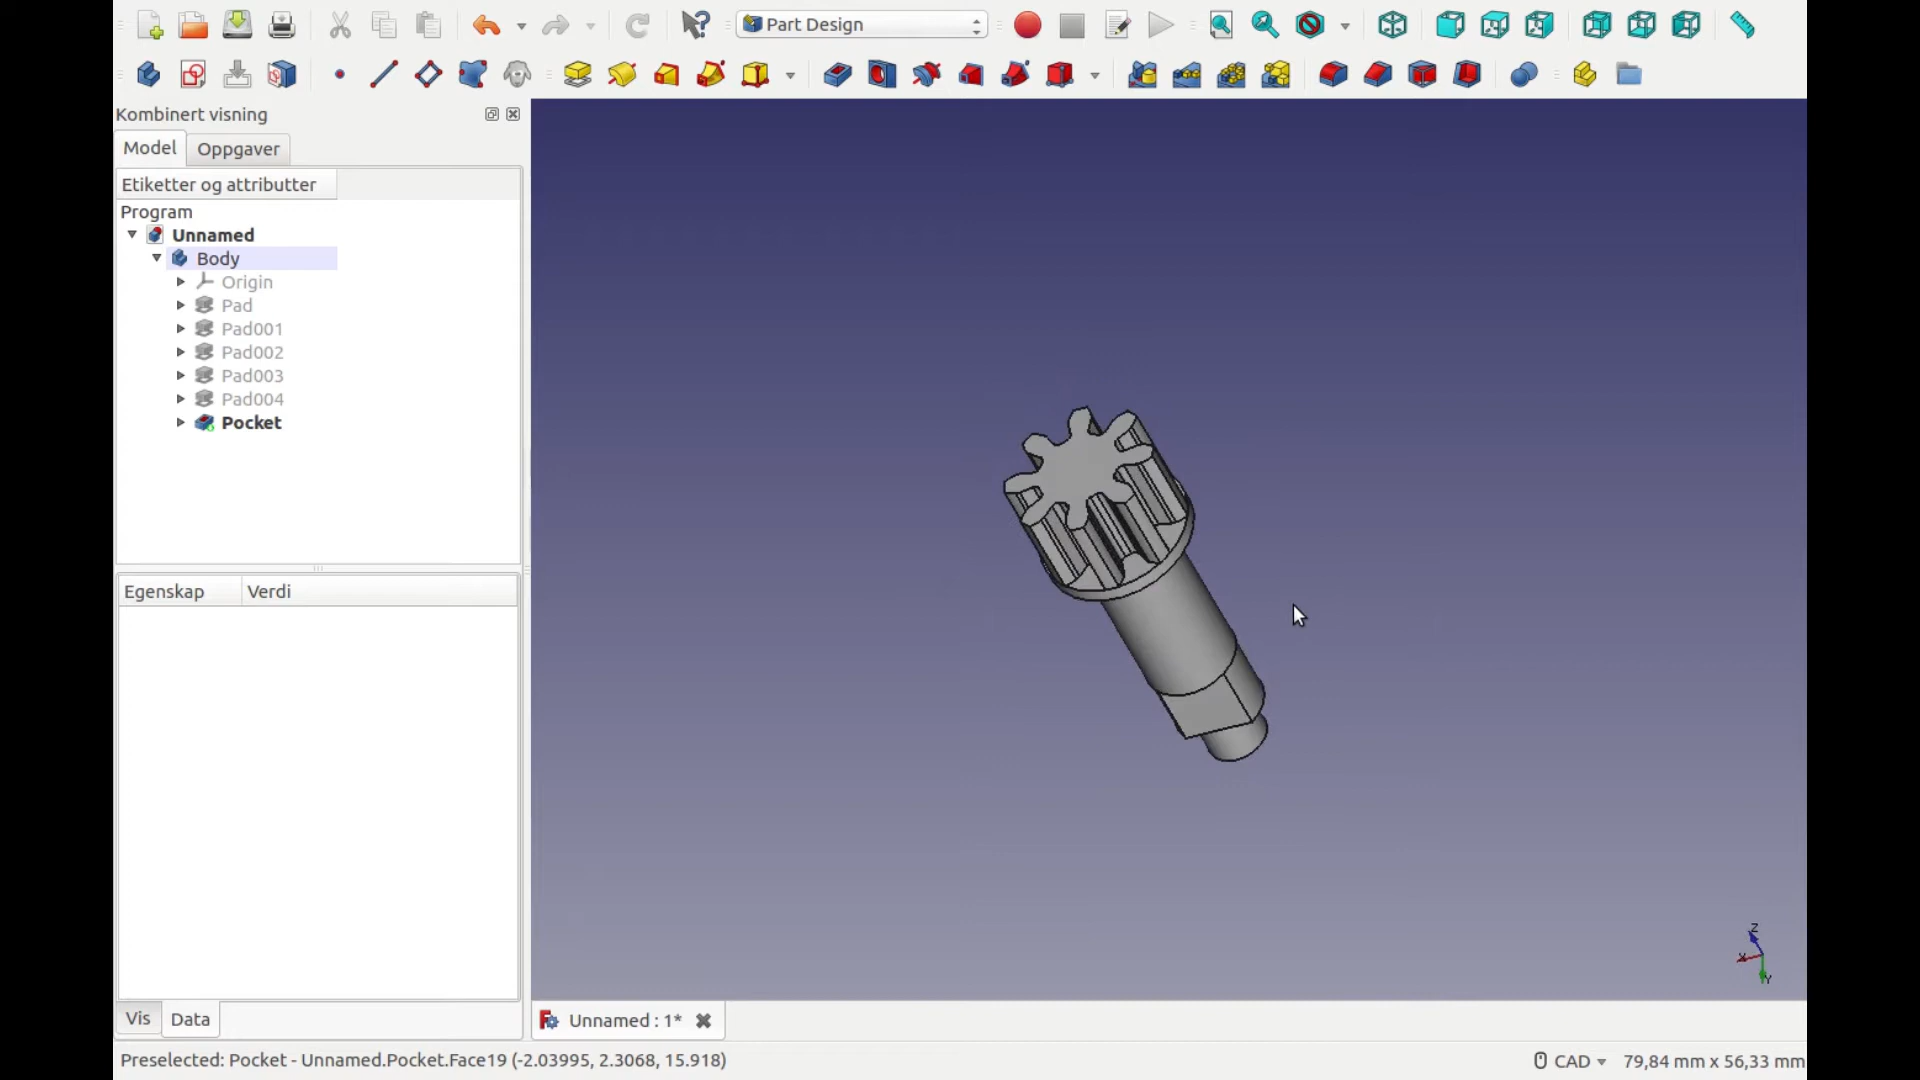 Part Design
Kombinert visning
Model
Oppgaver
Etiketter og attributter
Program
Unnamed
Body
Origin
Pad
Pad001
Pad002
Pad003
Pad004
Pocket
Egenskap
Verdi
Vis
Data
Unnamed : 1*
Z
X
Y
Preselected: Pocket - Unnamed.Pocket.Face19 (-2.03995, 2.3068, 15.918)
CAD
79,84 mm x 56,33 mm